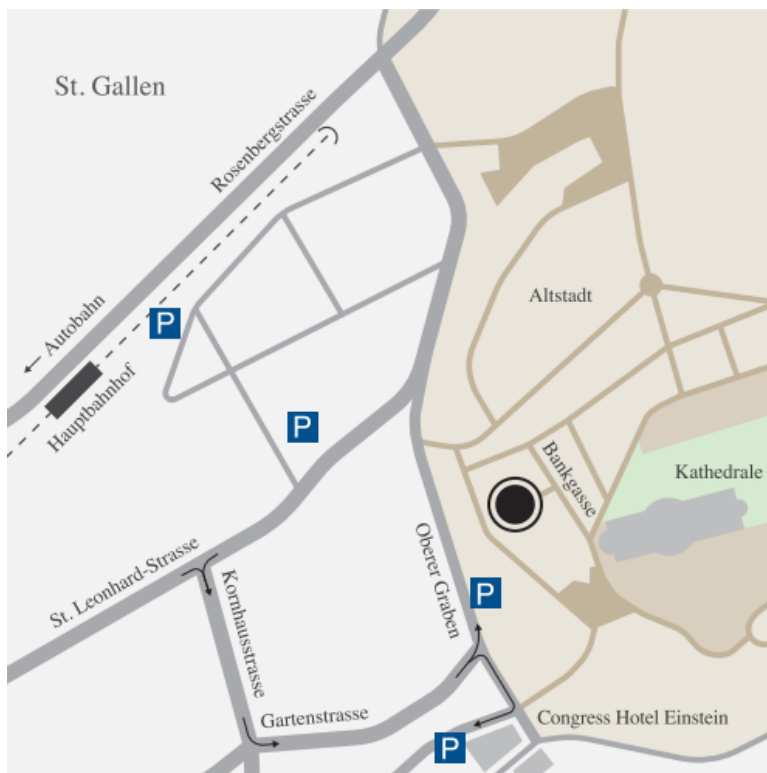 St. Gallen
Rosenbergstrasse
Autobahn
P
Hauptbahnhof
Altstadt
P
Bankgasse
Kathedrale
St. Leonhard-Strasse
Kornhausstrasse
Oberer Graben
P
Gartenstrasse
Congress Hotel Einstein
P